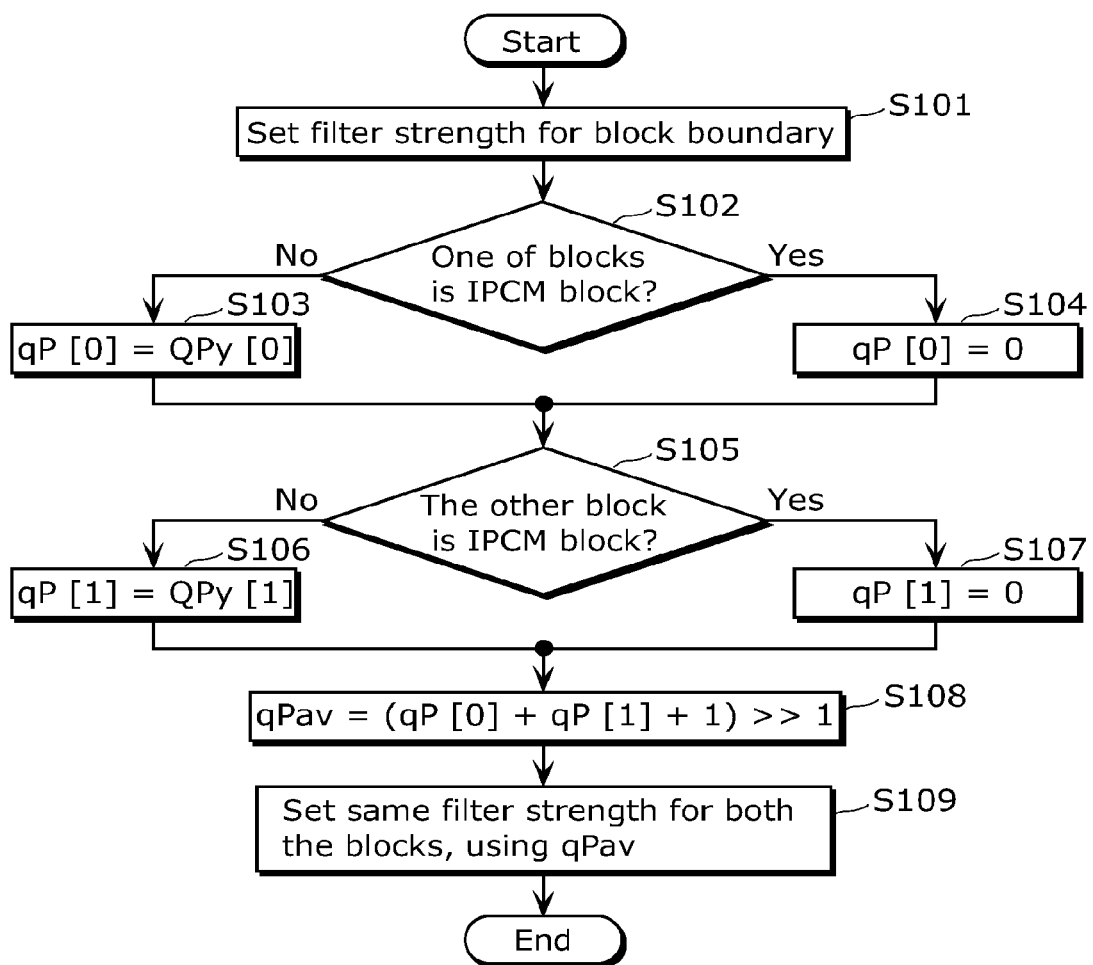 Start
S101
Set filter strength for block boundary
S102
No
One of blocks
is IPCM block?
Yes
S103
qP [0] = QPy [0]
S104
qP [0] = 0
S105
No
The other block
is IPCM block?
Yes
S106
qP [1] = QPy [1]
S107
qP [1] = 0
S108
qPav = (qP [0] + qP [1] + 1) >> 1
S109
Set same filter strength for both
the blocks, using qPav
End